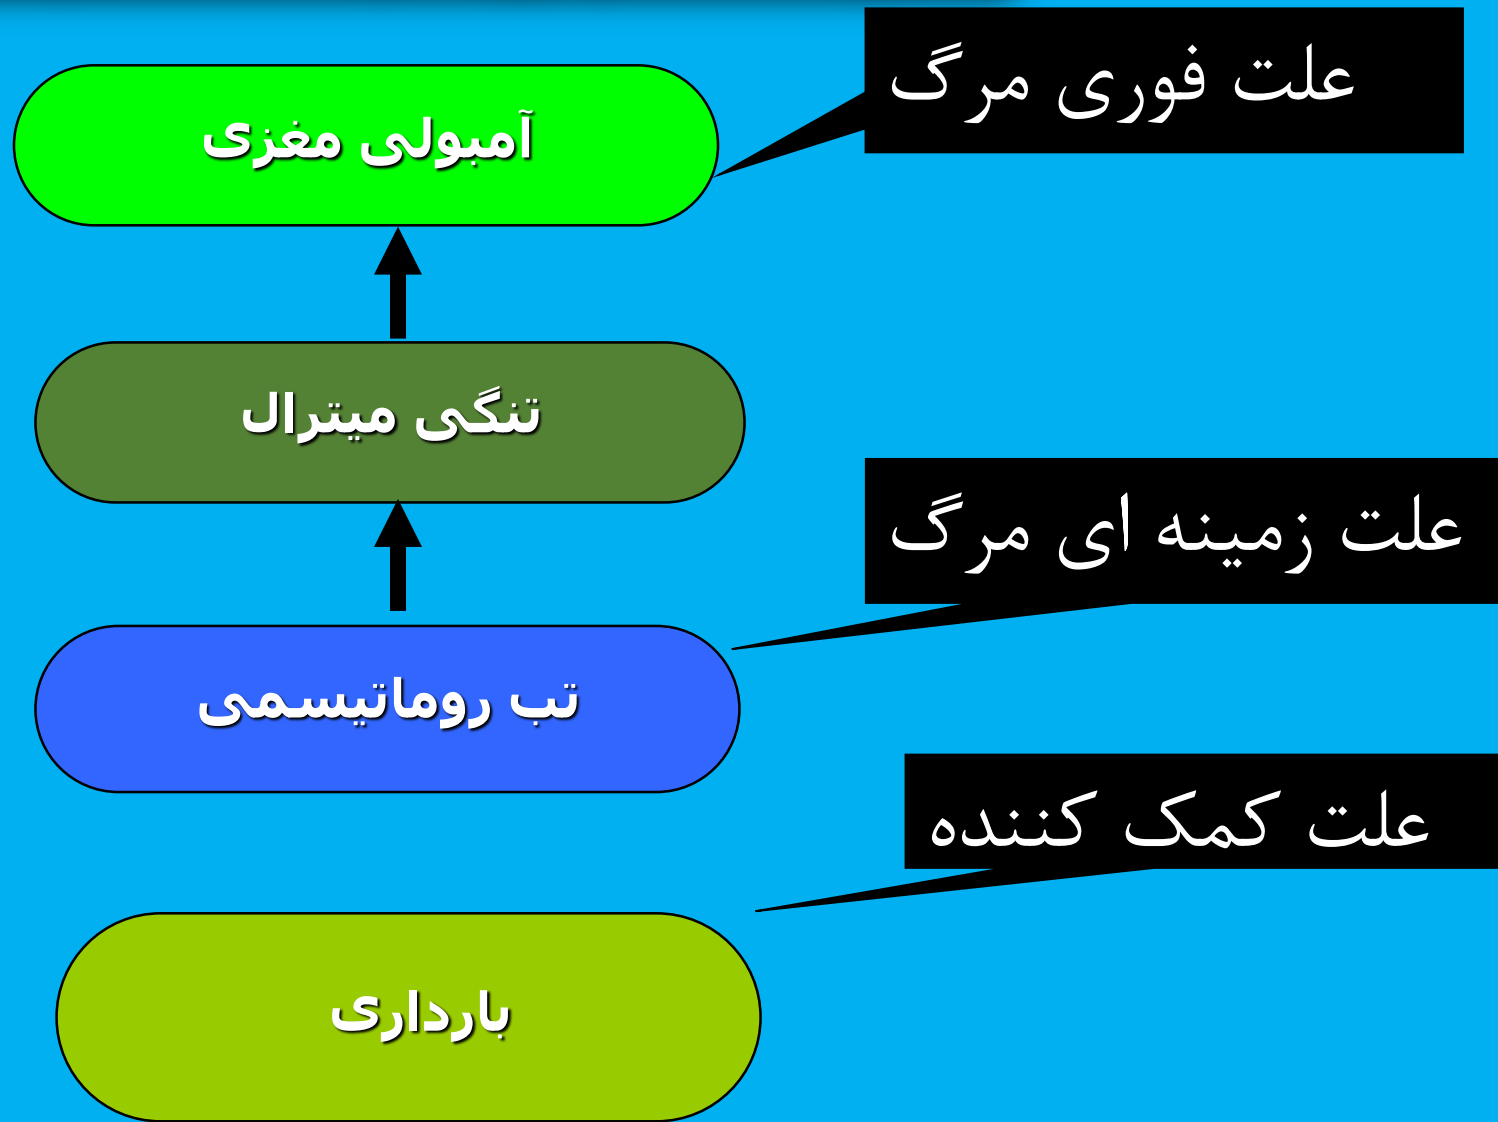 علت فوری مرگ
آمبولی مغزی
تنگی میترال
علت زمینه ای مرگ
تب روماتیسمی
علت کمک کننده
بارداری